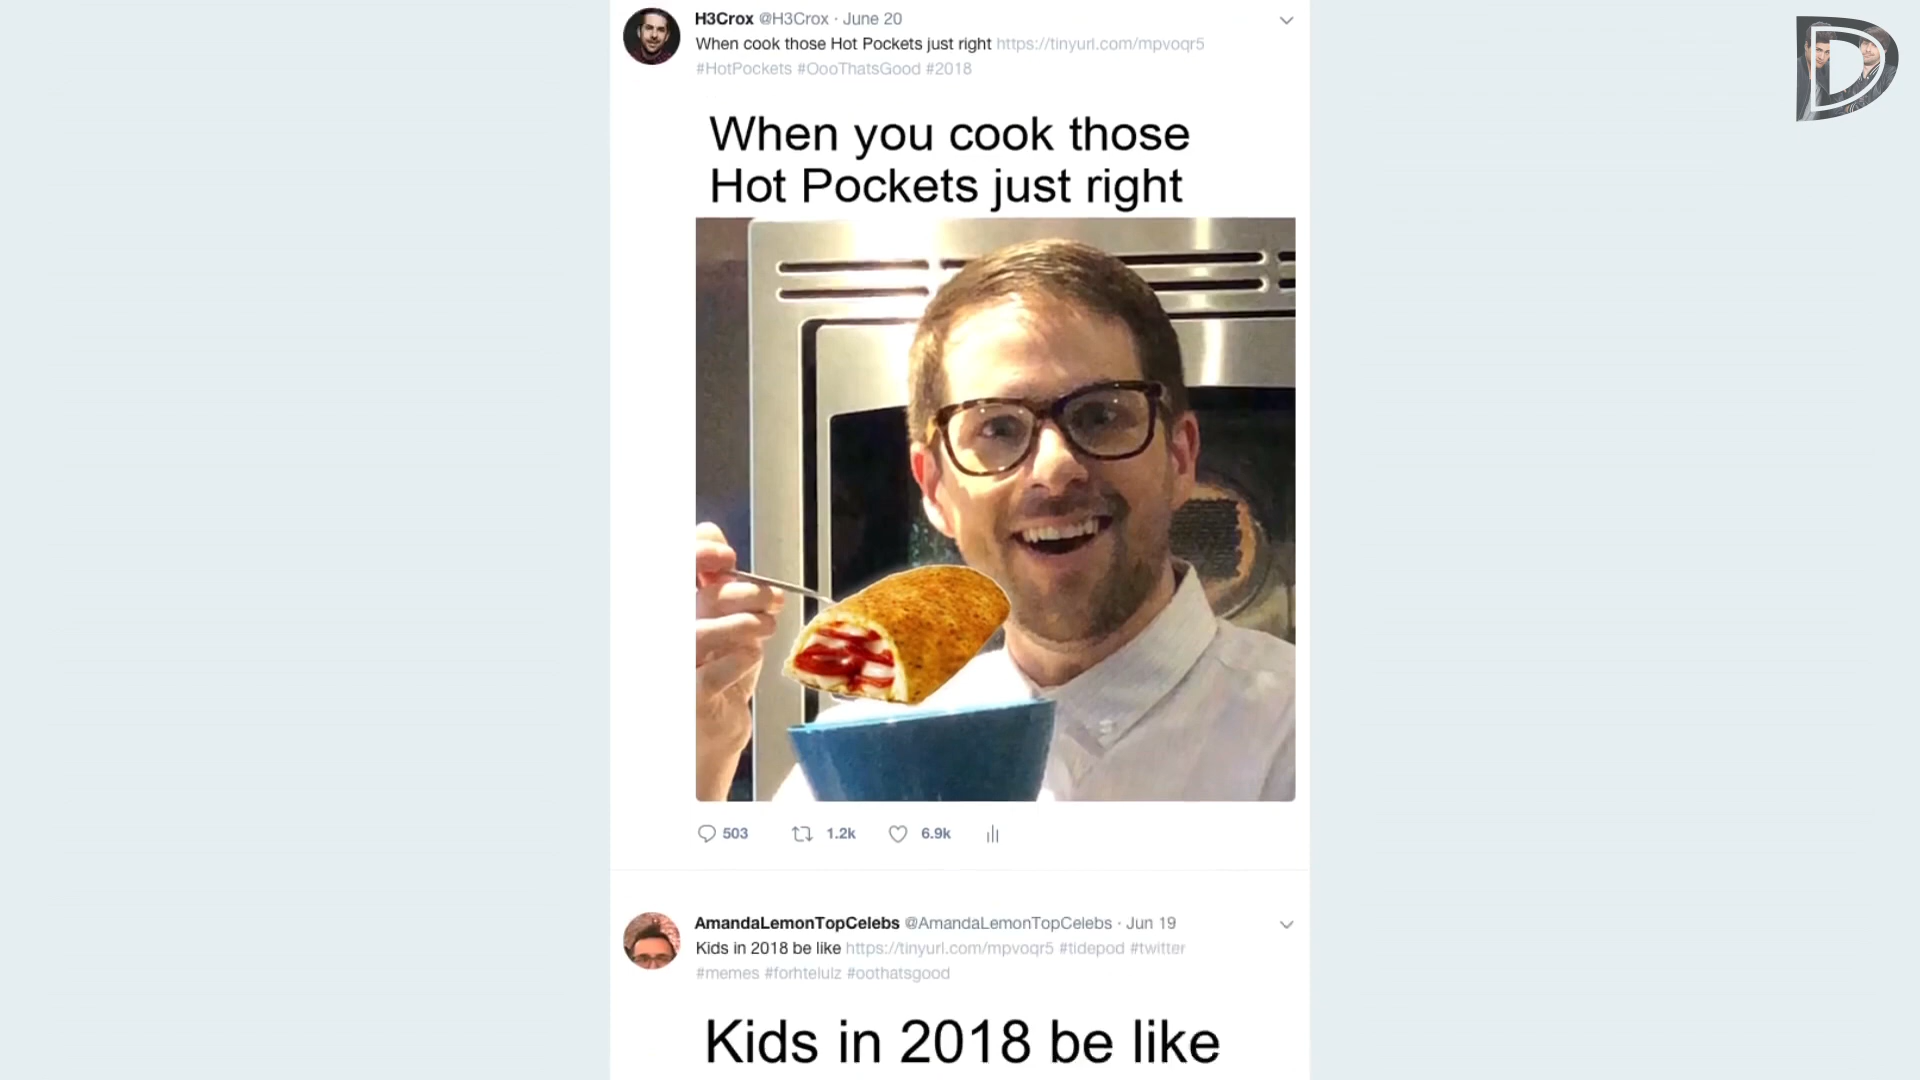 H3Crox @H3Crox · June 20
When cook those Hot Pockets just right https://tinyurl.com/mpvoqr5
#HotPockets #OooThatsGood #2018
When you cook those
Hot Pockets just right
503 1.2k 6.9k
AmandaLemonTopCelebs @AmandaLemonTopCelebs · Jun 19
Kids in 2018 be like https://tinyurl.com/mpvoqr5 #tidepod #twitter
#memes #forhtelulz #oothatsgood
Kids in 2018 be like
D